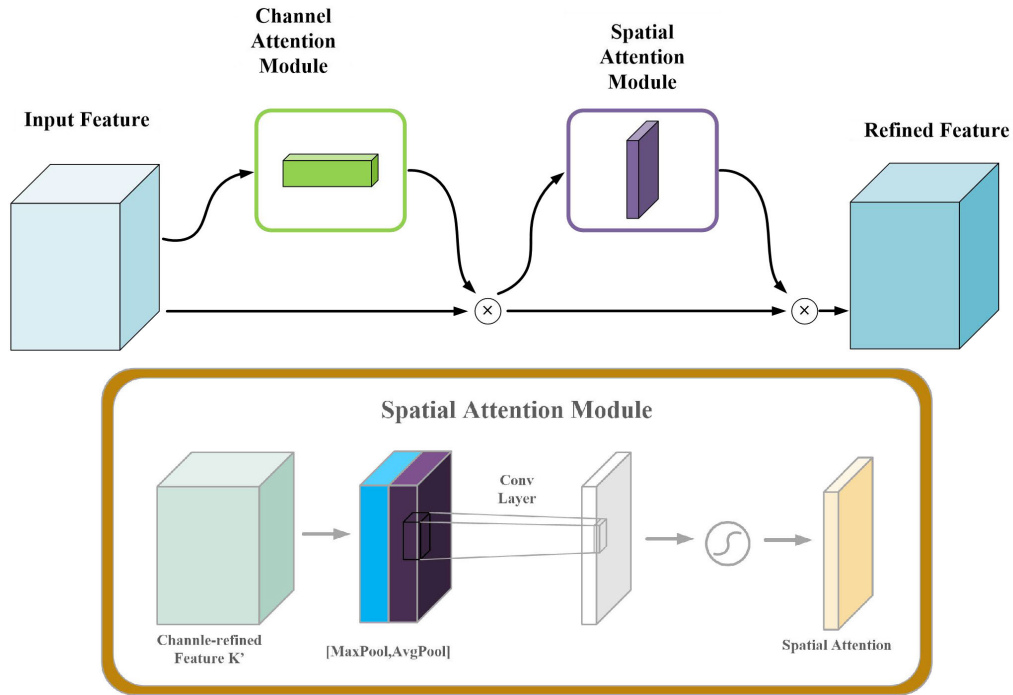 Channel
Attention
Module
Spatial
Attention
Module
Input Feature
Refined Feature
×
×
Spatial Attention Module
Conv
Layer
Channle-refined
Feature K’
[MaxPool,AvgPool]
Spatial Attention